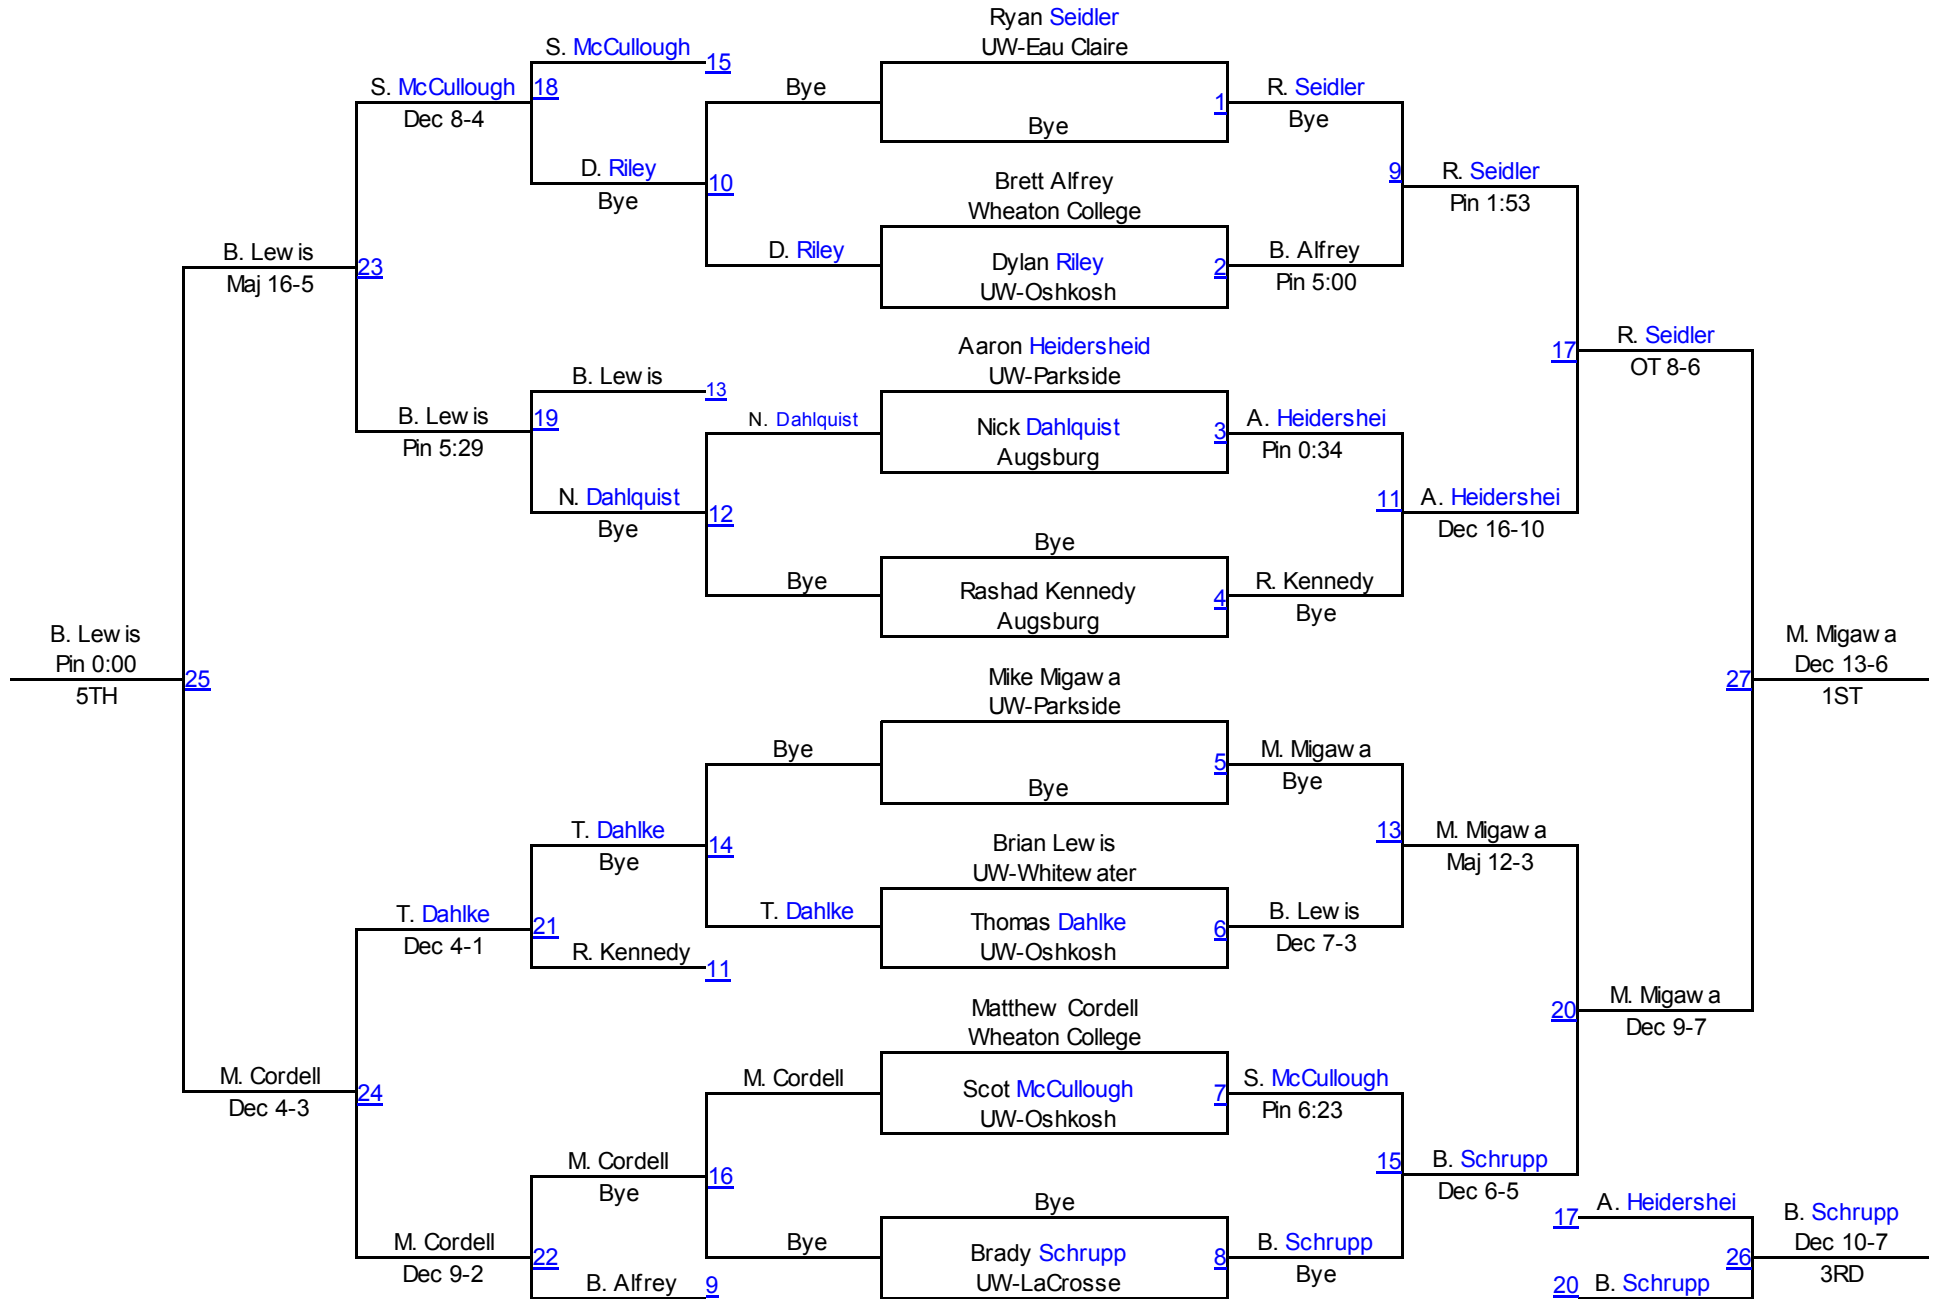 Ryan Seidler
UW-Eau Claire
Bye
1
Brett Alfrey
Wheaton College
Dylan Riley
UW-Oshkosh
2
Aaron Heidersheid
UW-Parkside
Nick Dahlquist
Augsburg
3
Bye
Rashad Kennedy
Augsburg
4
Mike Migawa
UW-Parkside
Bye
5
Brian Lewis
UW-Whitewater
Thomas Dahlke
UW-Oshkosh
6
Matthew Cordell
Wheaton College
Scot McCullough
UW-Oshkosh
7
Bye
Brady Schrupp
UW-LaCrosse
8
R. Seidler
Bye
B. Alfrey
Pin 5:00
A. Heidershei
Pin 0:34
R. Kennedy
Bye
M. Migawa
Bye
B. Lewis
Dec 7-3
S. McCullough
Pin 6:23
B. Schrupp
Bye
9
R. Seidler
Pin 1:53
11
A. Heidershei
Dec 16-10
13
M. Migawa
Maj 12-3
15
B. Schrupp
Dec 6-5
17
R. Seidler
OT 8-6
20
M. Migawa
Dec 9-7
27
M. Migawa
Dec 13-6
1ST
17
A. Heidershei
20
B. Schrupp
26
B. Schrupp
Dec 10-7
3RD
Bye
D. Riley
N. Dahlquist
Bye
Bye
T. Dahlke
M. Cordell
Bye
S. McCullough
15
10
D. Riley
Bye
B. Lewis
13
12
N. Dahlquist
Bye
14
T. Dahlke
Bye
R. Kennedy
11
16
M. Cordell
Bye
B. Alfrey
9
18
S. McCullough
Dec 8-4
19
B. Lewis
Pin 5:29
21
T. Dahlke
Dec 4-1
22
M. Cordell
Dec 9-2
23
B. Lewis
Maj 16-5
24
M. Cordell
Dec 4-3
25
B. Lewis
Pin 0:00
5TH